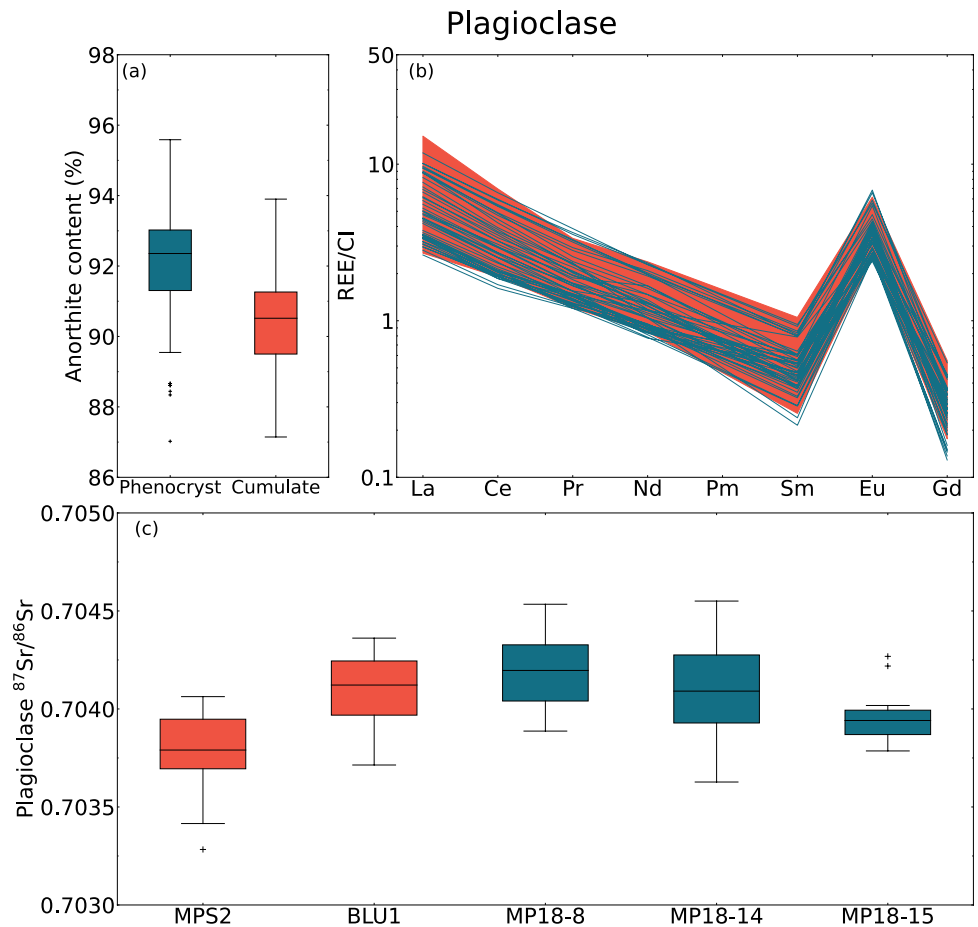 Plagioclase
(a)
98
96
94
92
90
88
86
Anorthite content (%)
Phenocryst Cumulate
(b)
50
10
1
0.1
REE/CI
La Ce Pr Nd Pm Sm Eu Gd
(c)
0.7050
0.7045
0.7040
0.7035
0.7030
Plagioclase ⁸⁷Sr/⁸⁶Sr
MPS2 BLU1 MP18-8 MP18-14 MP18-15